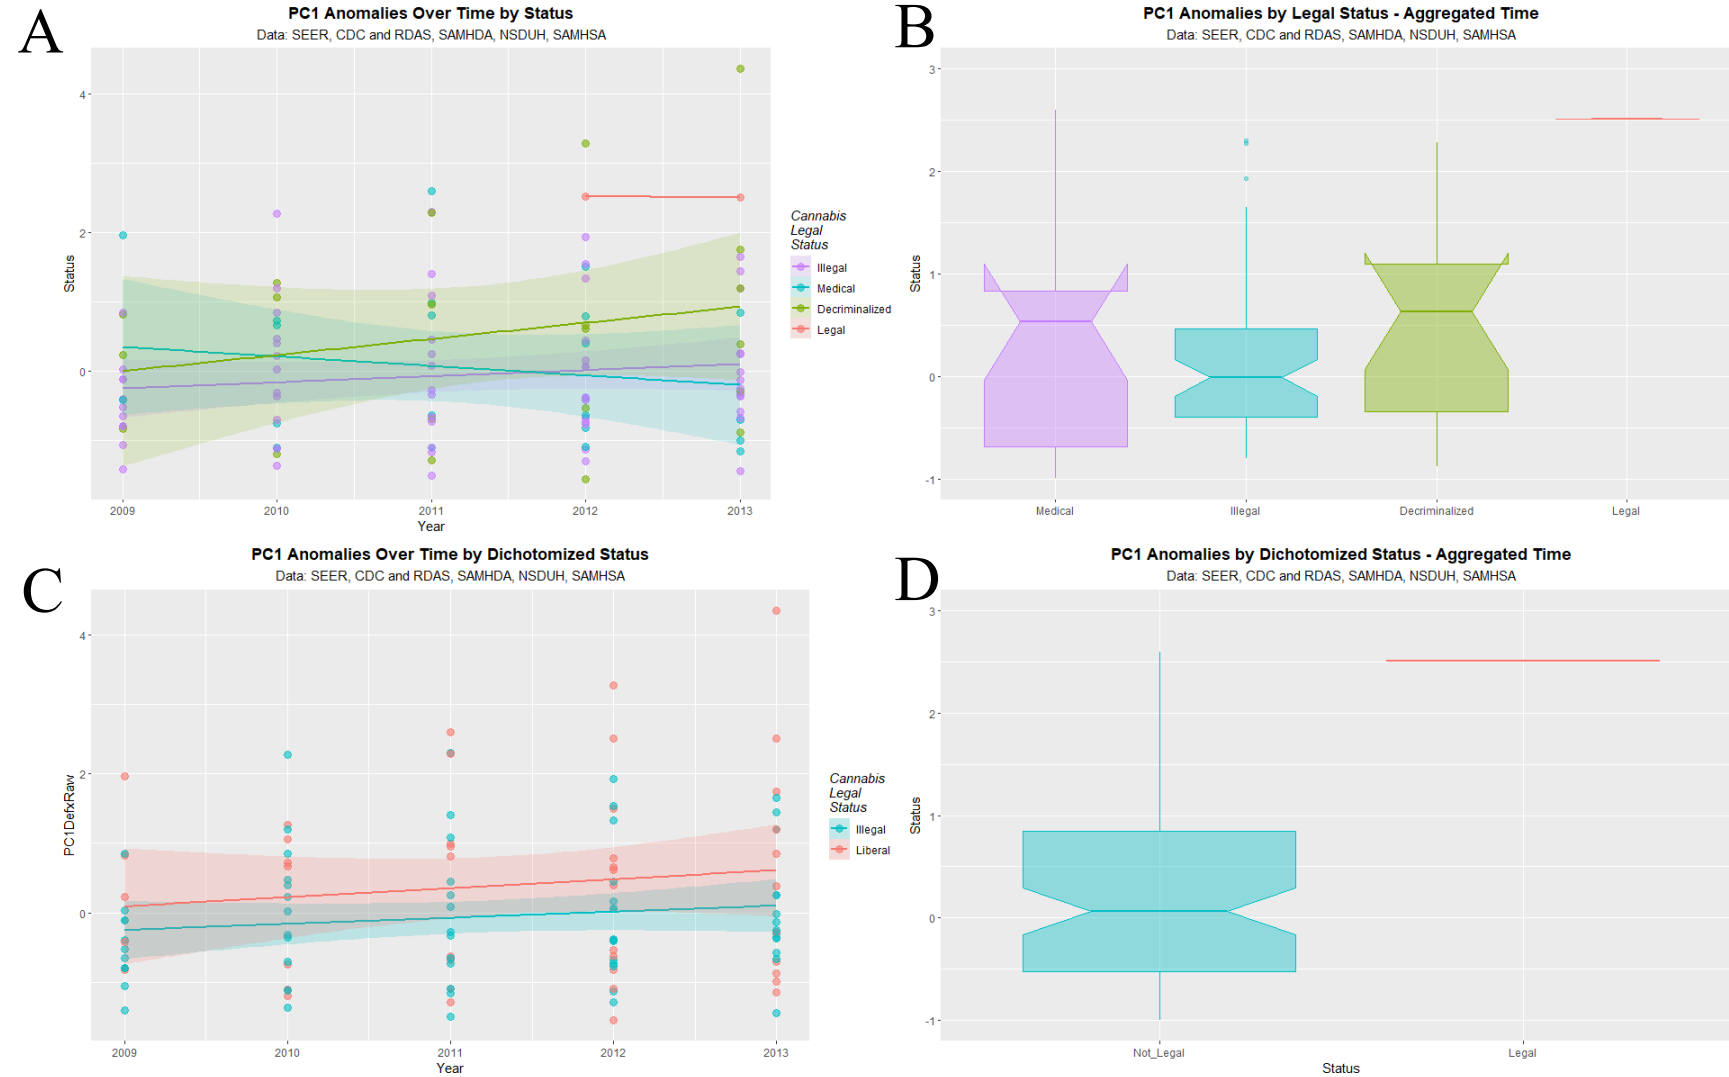 A
PC1 Anomalies Over Time by Status
Data: SEER, CDC and RDAS, SAMHDA, NSDUH, SAMHSA
Status
4
2
0
2009
2010
2011
2012
2013
Year
Cannabis
Legal
Status
Illegal
Medical
Decriminalized
Legal
B
PC1 Anomalies by Legal Status - Aggregated Time
Data: SEER, CDC and RDAS, SAMHDA, NSDUH, SAMHSA
Status
3
2
1
0
-1
Medical
Illegal
Decriminalized
Legal
C
PC1 Anomalies Over Time by Dichotomized Status
Data: SEER, CDC and RDAS, SAMHDA, NSDUH, SAMHSA
PC1DefxRaw
4
2
0
2009
2010
2011
2012
2013
Year
Cannabis
Legal
Status
Illegal
Liberal
D
PC1 Anomalies by Dichotomized Status - Aggregated Time
Data: SEER, CDC and RDAS, SAMHDA, NSDUH, SAMHSA
Status
3
2
1
0
-1
Not_Legal
Legal
Status